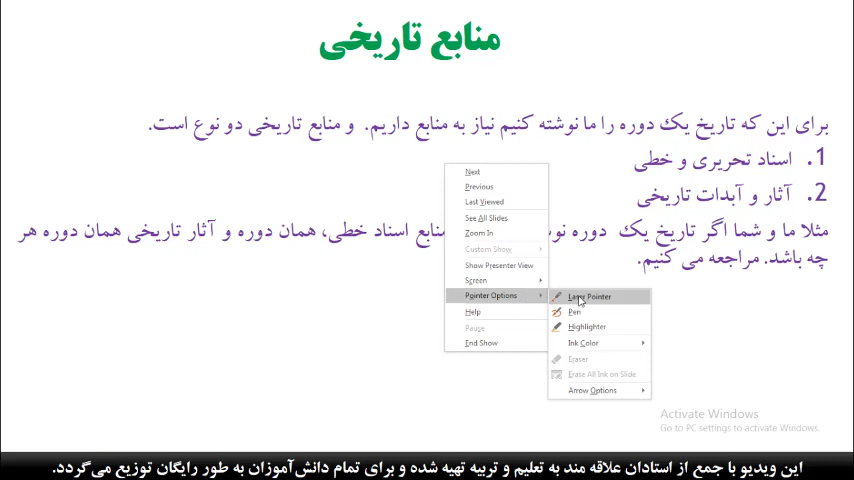 منابع تاریخی
برای این که تاریخ یک دوره را ما نوشته کنیم نیاز به منابع داریم. و منابع تاریخی دو نوع است.
1. اسناد تحریری و خطی
2. آثار و آبدات تاریخی
مثلا ما و شما اگر تاریخ یک دوره منابع اسناد خطی، همان دوره و آثار تاریخی همان دوره هر
چه باشد. مراجعه می کنیم.
Next
Previous
Last Viewed
See All Slides
Zoom In
Custom Show
Show Presenter View
Screen
Pointer Options
Help
Pause
End Show
Laser Pointer
Pen
Highlighter
Ink Color
Eraser
Erase All Ink on Slide
Arrow Options
Activate Windows
Go to PC settings to activate Windows.
این ویدیو با جمع از استادان علاقه مند به تعلیم و تربیه تهیه شده و برای تمام دانش‌آموزان به طور رایگان توزیع می‌گردد.